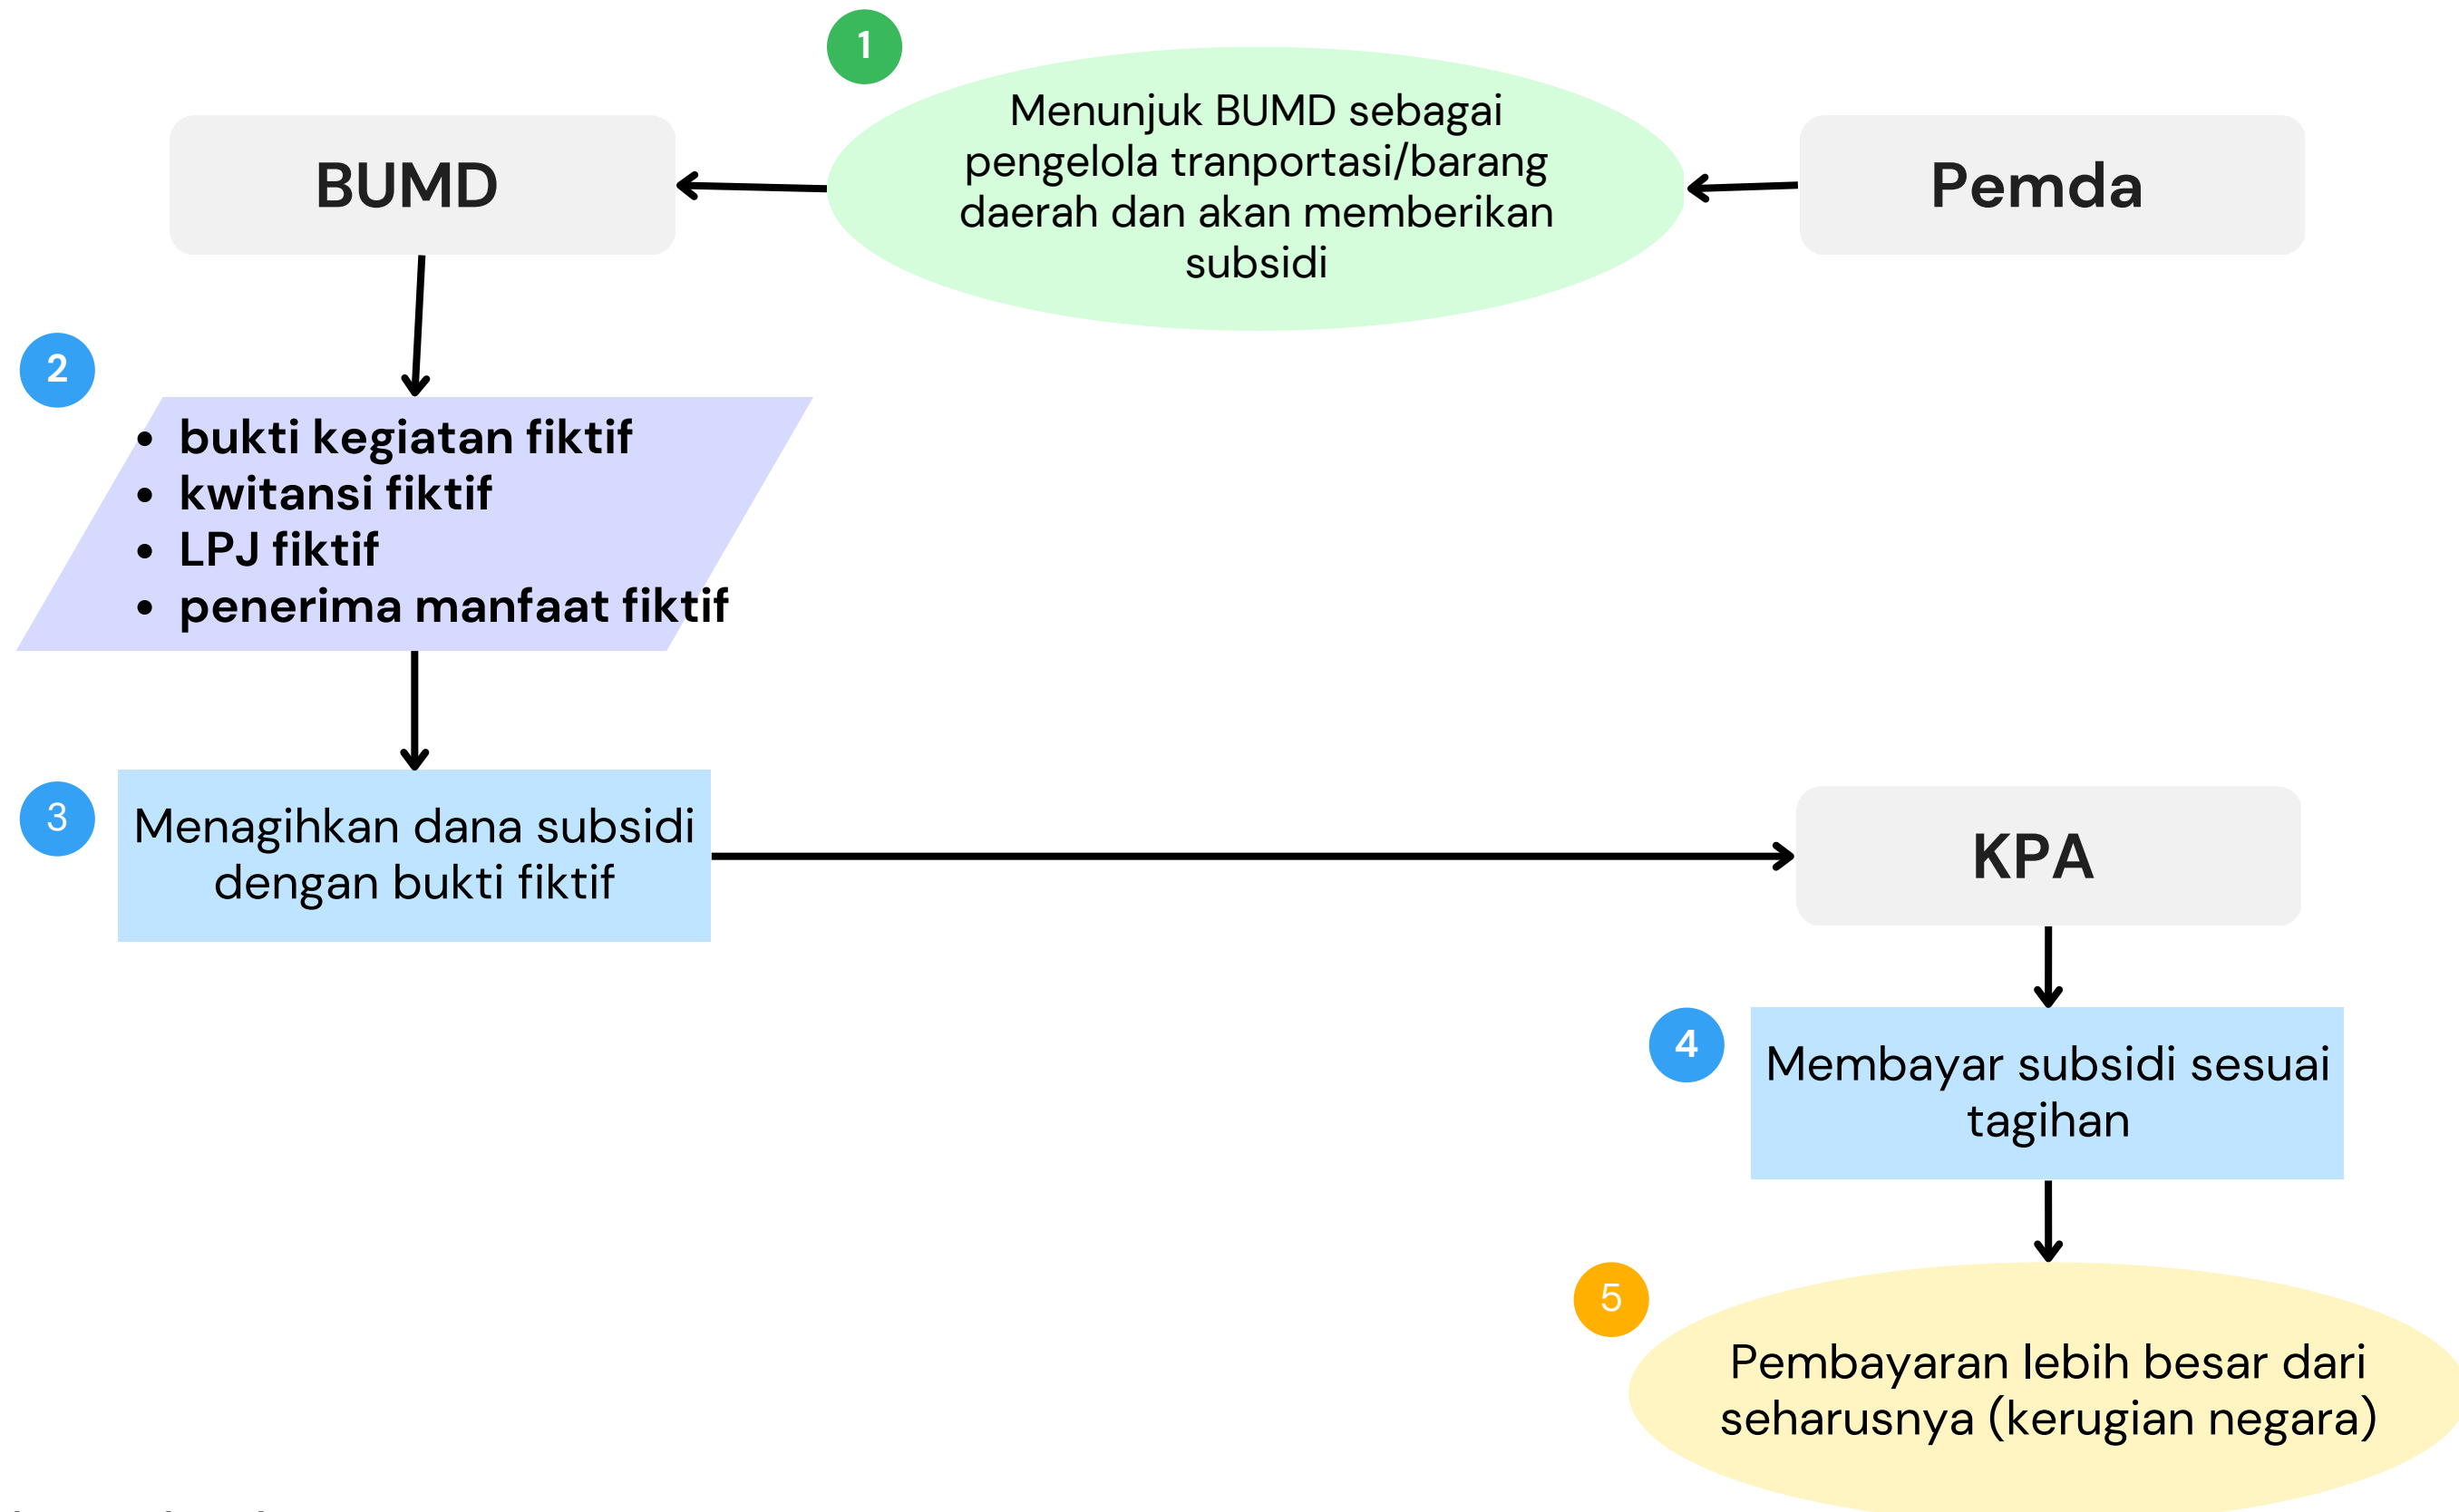 1
Menunjuk BUMD sebagai
pengelola tranportasi/barang
daerah dan akan memberikan
subsidi
BUMD
Pemda
2
• bukti kegiatan fiktif
• kwitansi fiktif
• LPJ fiktif
• penerima manfaat fiktif
3
Menagihkan dana subsidi
dengan bukti fiktif
KPA
4
Membayar subsidi sesuai
tagihan
5
Pembayaran lebih besar dari
seharusnya (kerugian negara)